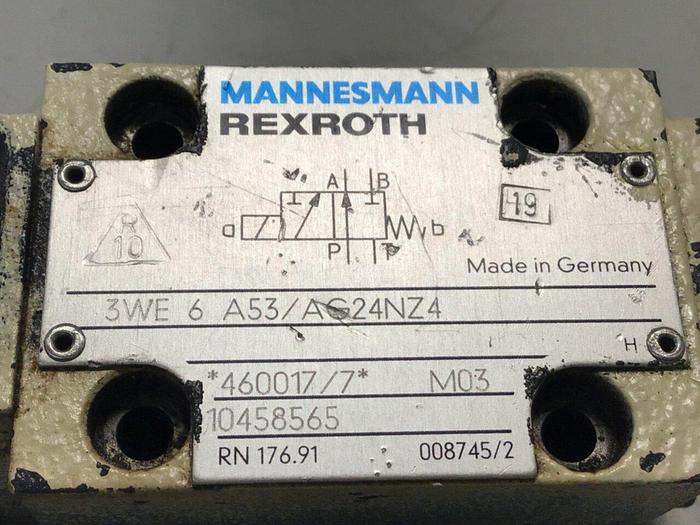 MANNESMANN
REXROTH
A B
19
a b
10
P T
Made in Germany
3WE 6 A53/AG24NZ4
H
*460017/7* M03
10458565
RN 176.91 008745/2